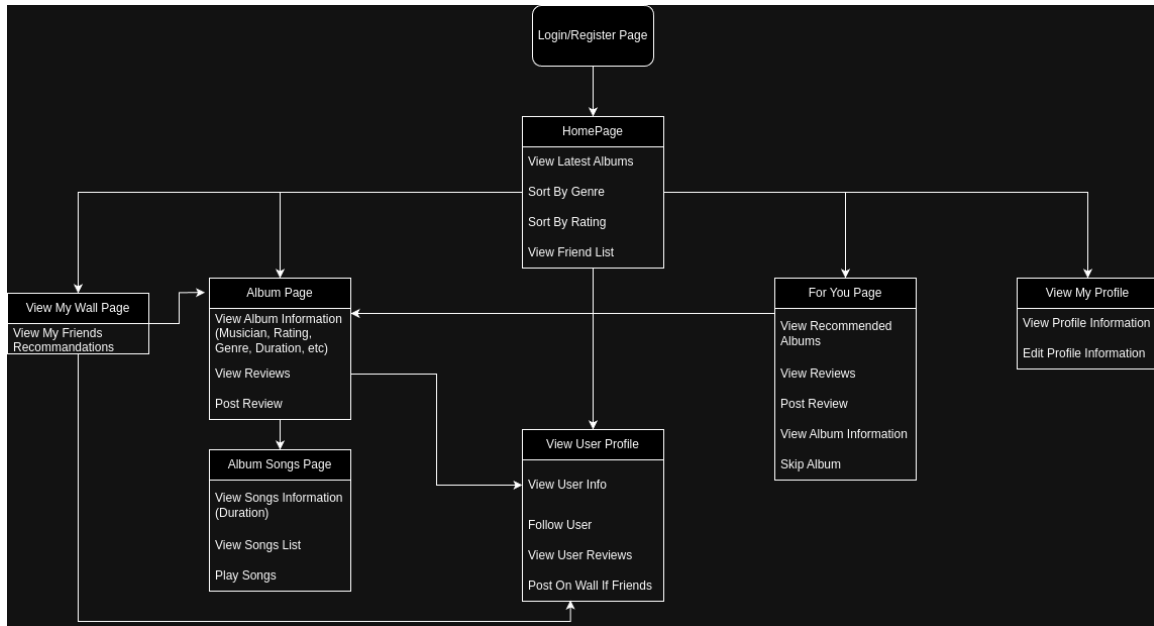 Login/Register Page
HomePage
View Latest Albums
Sort By Genre
Sort By Rating
View Friend List
View My Wall Page
View My Friends
Recommandations
Album Page
View Album Information
(Musician, Rating,
Genre, Duration, etc)
View Reviews
Post Review
For You Page
View Recommended
Albums
View Reviews
Post Review
View Album Information
Skip Album
View My Profile
View Profile Information
Edit Profile Information
Album Songs Page
View Songs Information
(Duration)
View Songs List
Play Songs
View User Profile
View User Info
Follow User
View User Reviews
Post On Wall If Friends